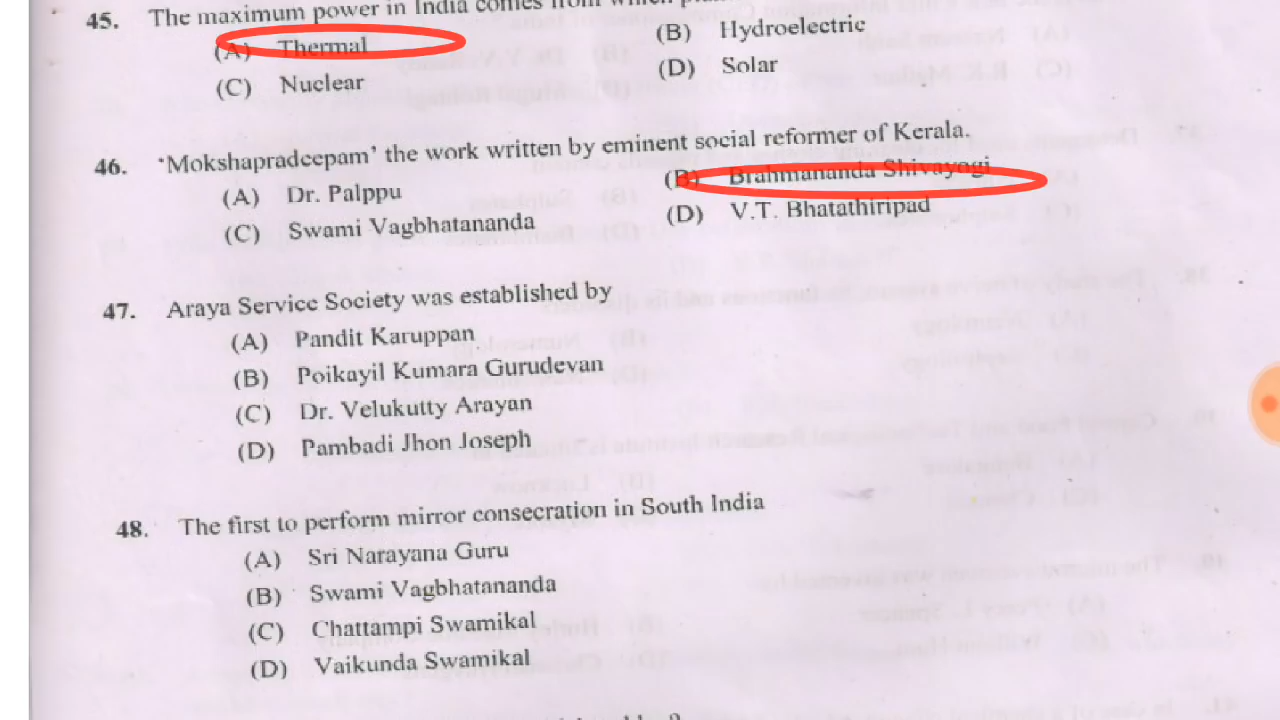 45. The maximum power in India comes from which
(A) Thermal
(B) Hydroelectric
(C) Nuclear
(D) Solar
46. 'Mokshapradeepam' the work written by eminent social reformer of Kerala.
(A) Dr. Palppu
(B) Brahmananda Shivayogi
(C) Swami Vagbhatananda
(D) V.T. Bhatathiripad
47. Araya Service Society was established by
(A) Pandit Karuppan
(B) Poikayil Kumara Gurudevan
(C) Dr. Velukutty Arayan
(D) Pambadi Jhon Joseph
48. The first to perform mirror consecration in South India
(A) Sri Narayana Guru
(B) Swami Vagbhatananda
(C) Chattampi Swamikal
(D) Vaikunda Swamikal